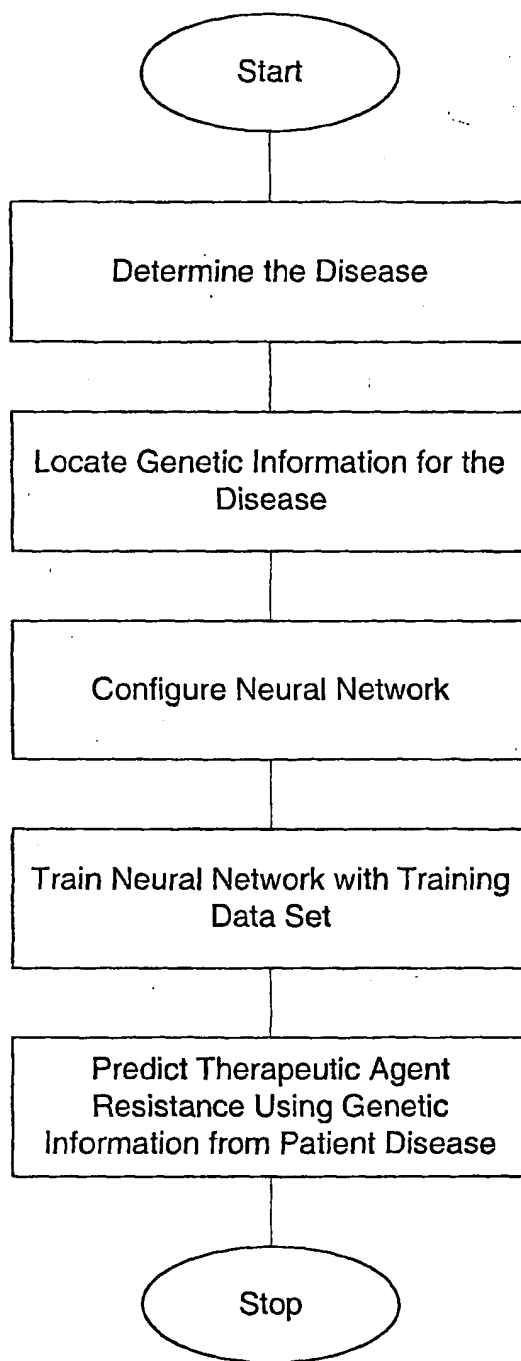 Start
Determine the Disease
Locate Genetic Information for the
Disease
Configure Neural Network
Train Neural Network with Training
Data Set
Predict Therapeutic Agent
Resistance Using Genetic
Information from Patient Disease
Stop